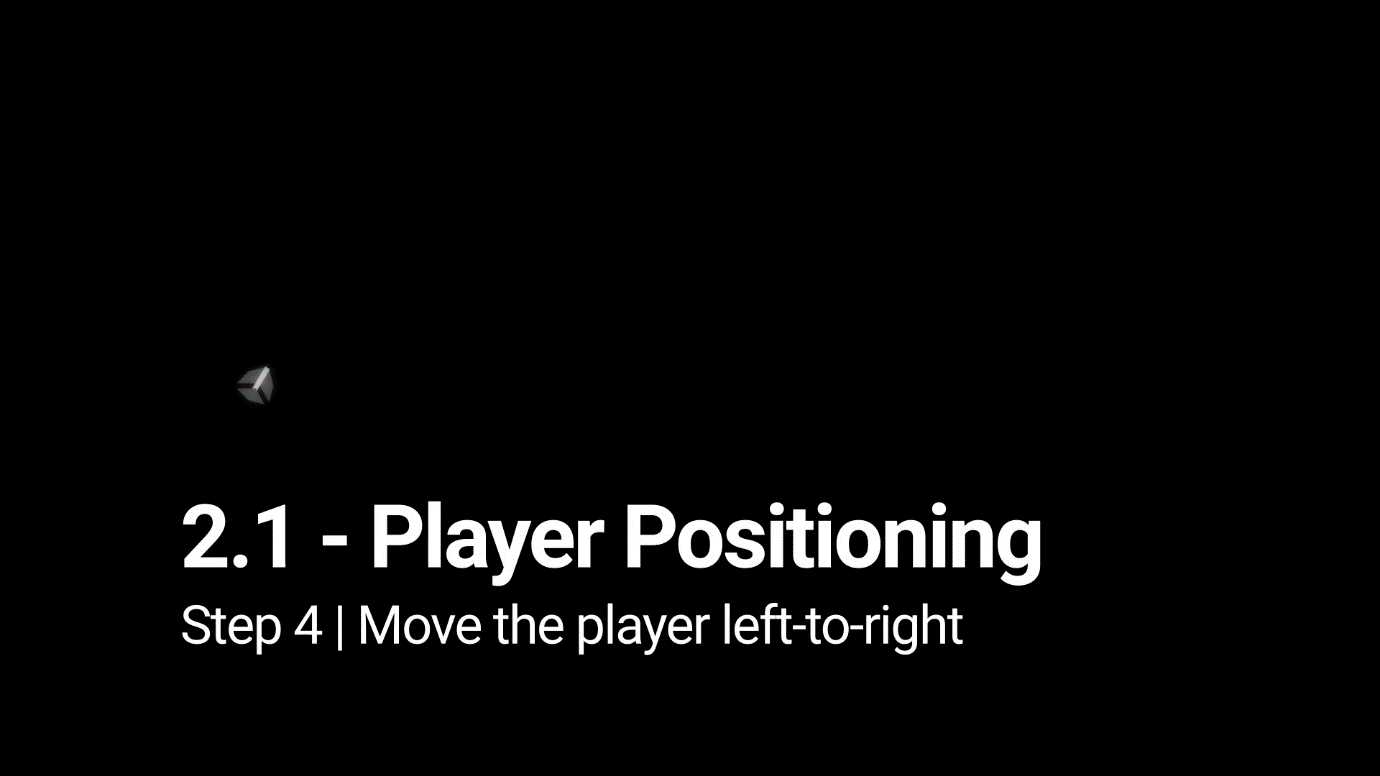 2.1 - Player Positioning
Step 4 | Move the player left-to-right